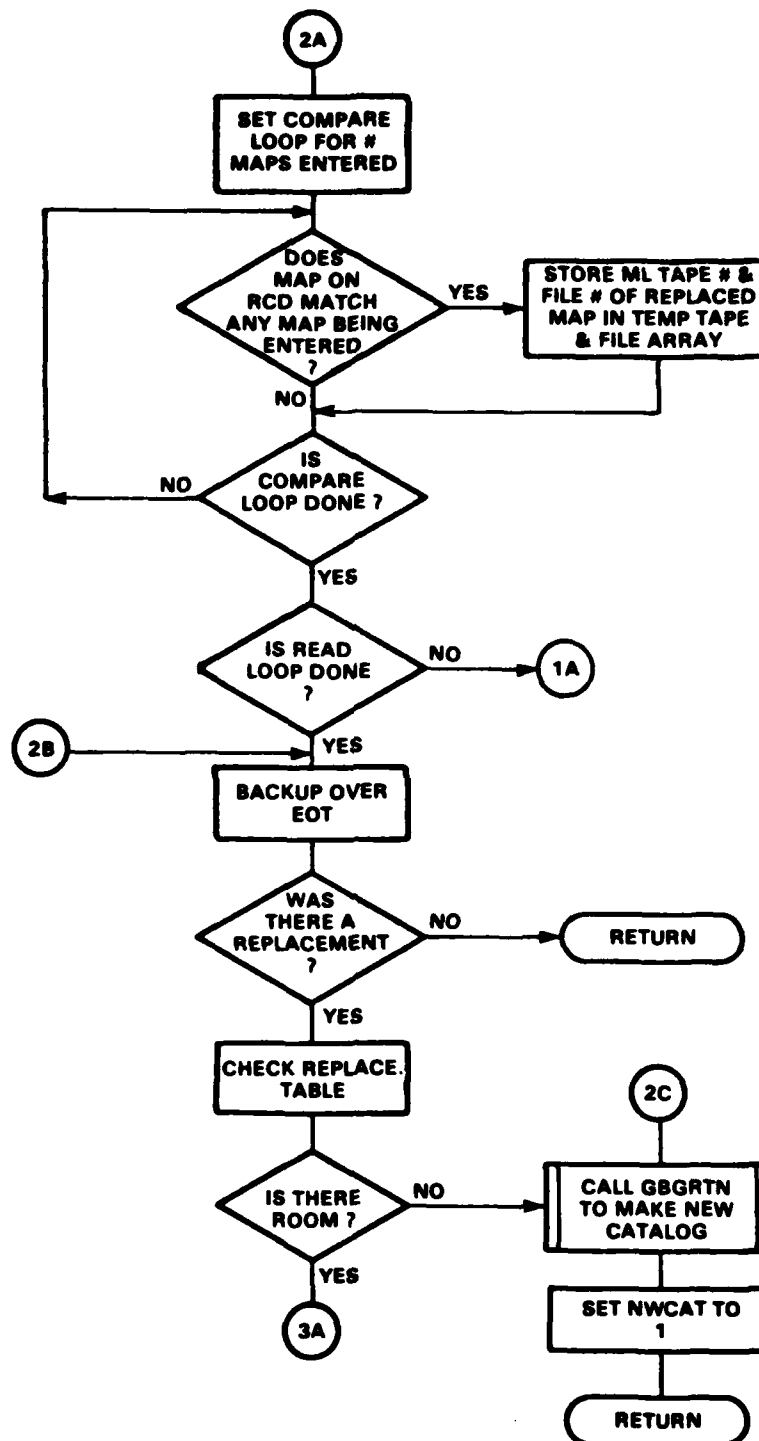 2A
SET COMPARE
LOOP FOR #
MAPS ENTERED
DOES
MAP ON
RCD MATCH
ANY MAP BEING
ENTERED
?
YES
STORE ML TAPE # &
FILE # OF REPLACED
MAP IN TEMP TAPE
& FILE ARRAY
NO
IS
COMPARE
LOOP DONE ?
NO
YES
IS READ
LOOP DONE
?
NO
1A
2B
YES
BACKUP OVER
EOT
WAS
THERE A
REPLACEMENT
?
NO
RETURN
YES
CHECK REPLACE.
TABLE
2C
IS THERE
ROOM ?
NO
CALL GBGRTN
TO MAKE NEW
CATALOG
YES
3A
SET NWCAT TO
1
RETURN